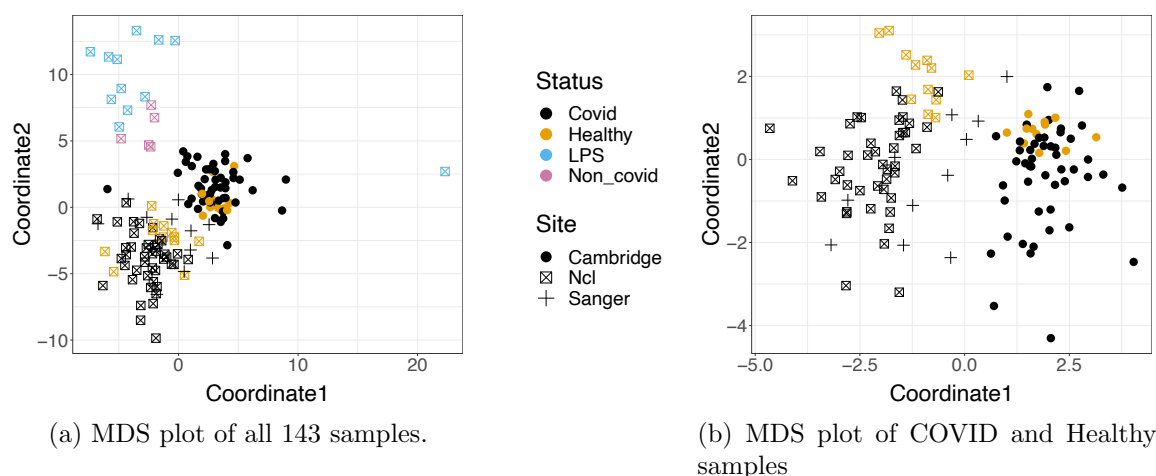 10
5
0
−5
−10
Coordinate2
0
10
20
Coordinate1
(a) MDS plot of all 143 samples.
Status
Covid
Healthy
LPS
Non_covid
Site
Cambridge
Ncl
Sanger
2
0
−2
−4
Coordinate2
−5.0
−2.5
0.0
2.5
Coordinate1
(b) MDS plot of COVID and Healthy
samples